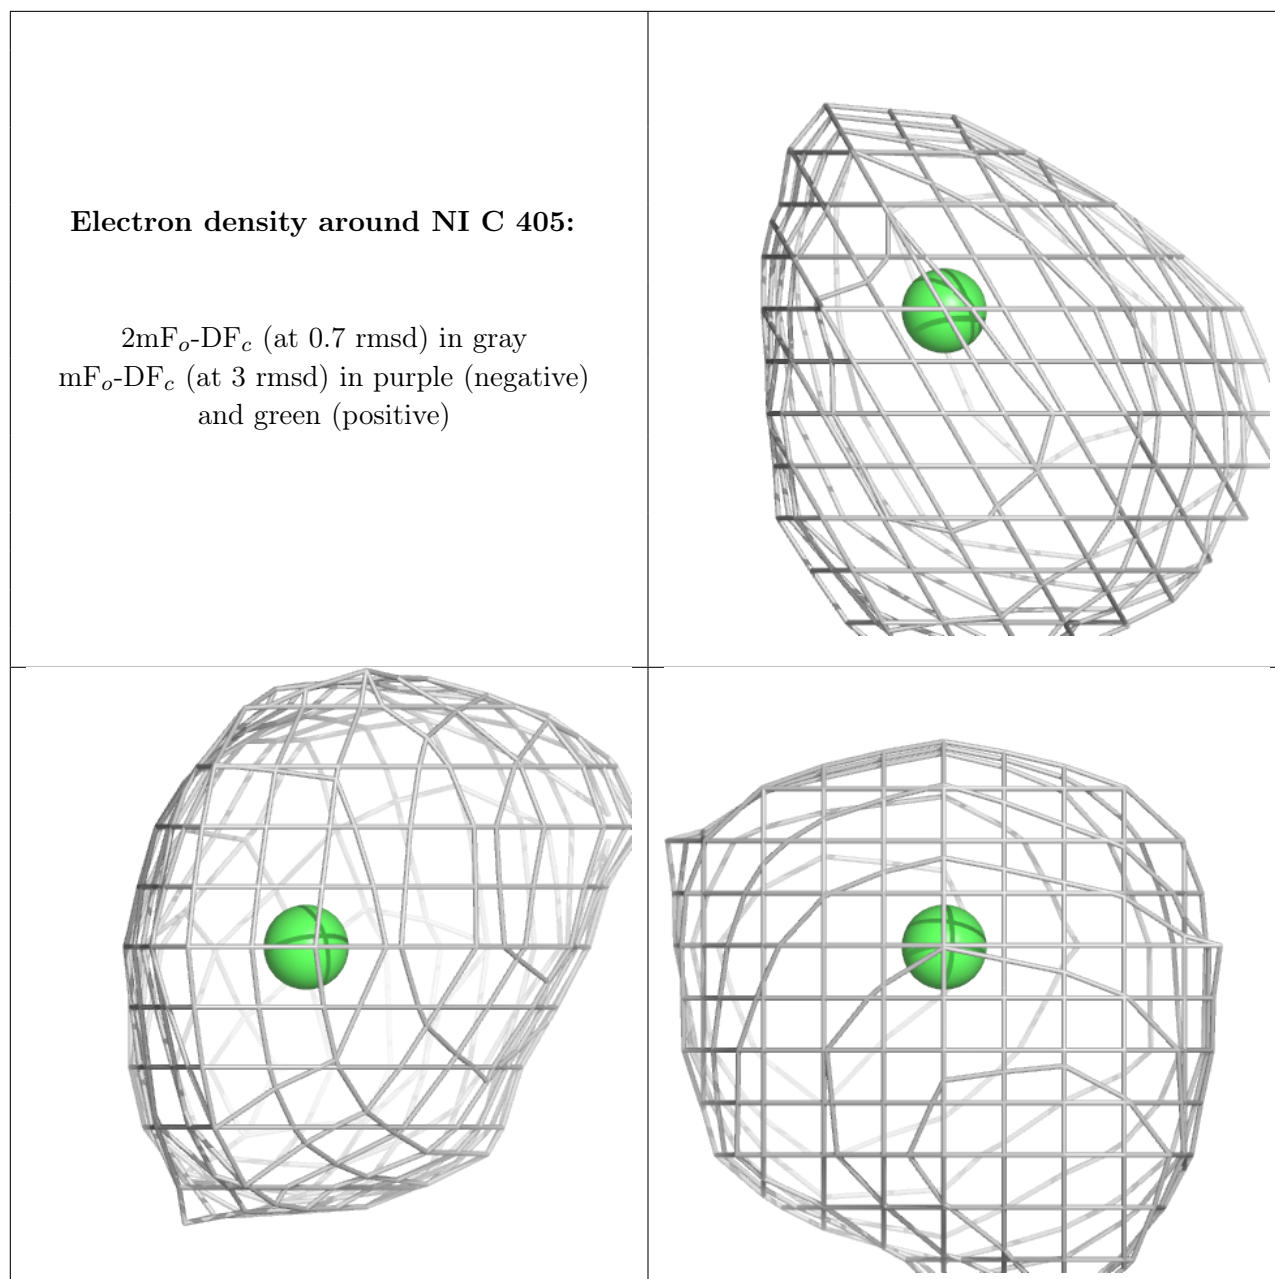 Electron density around NI C 405:
2mFo-DFc (at 0.7 rmsd) in gray
mFo-DFc (at 3 rmsd) in purple (negative)
and green (positive)